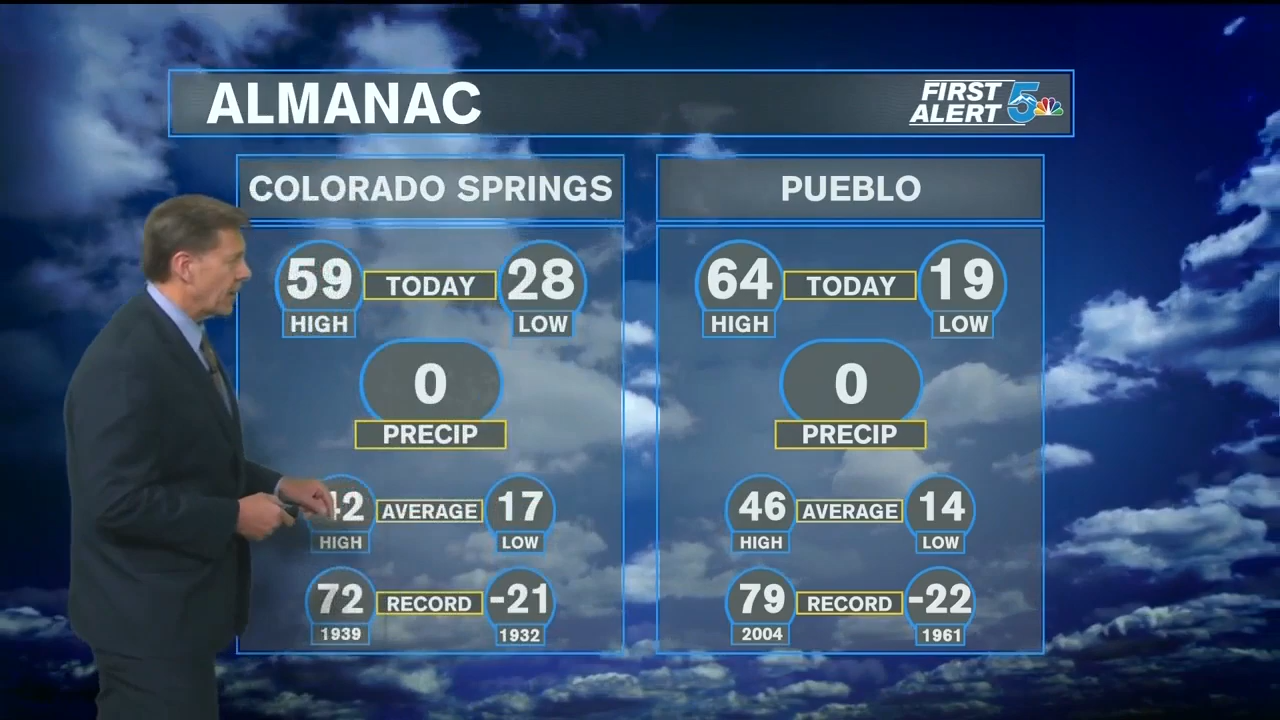 ALMANAC
FIRST
ALERT 5
COLORADO SPRINGS
59 TODAY 28
HIGH LOW
0
PRECIP
42 AVERAGE 17
HIGH LOW
72 RECORD -21
1939 1932
PUEBLO
64 TODAY 19
HIGH LOW
0
PRECIP
46 AVERAGE 14
HIGH LOW
79 RECORD -22
2004 1961